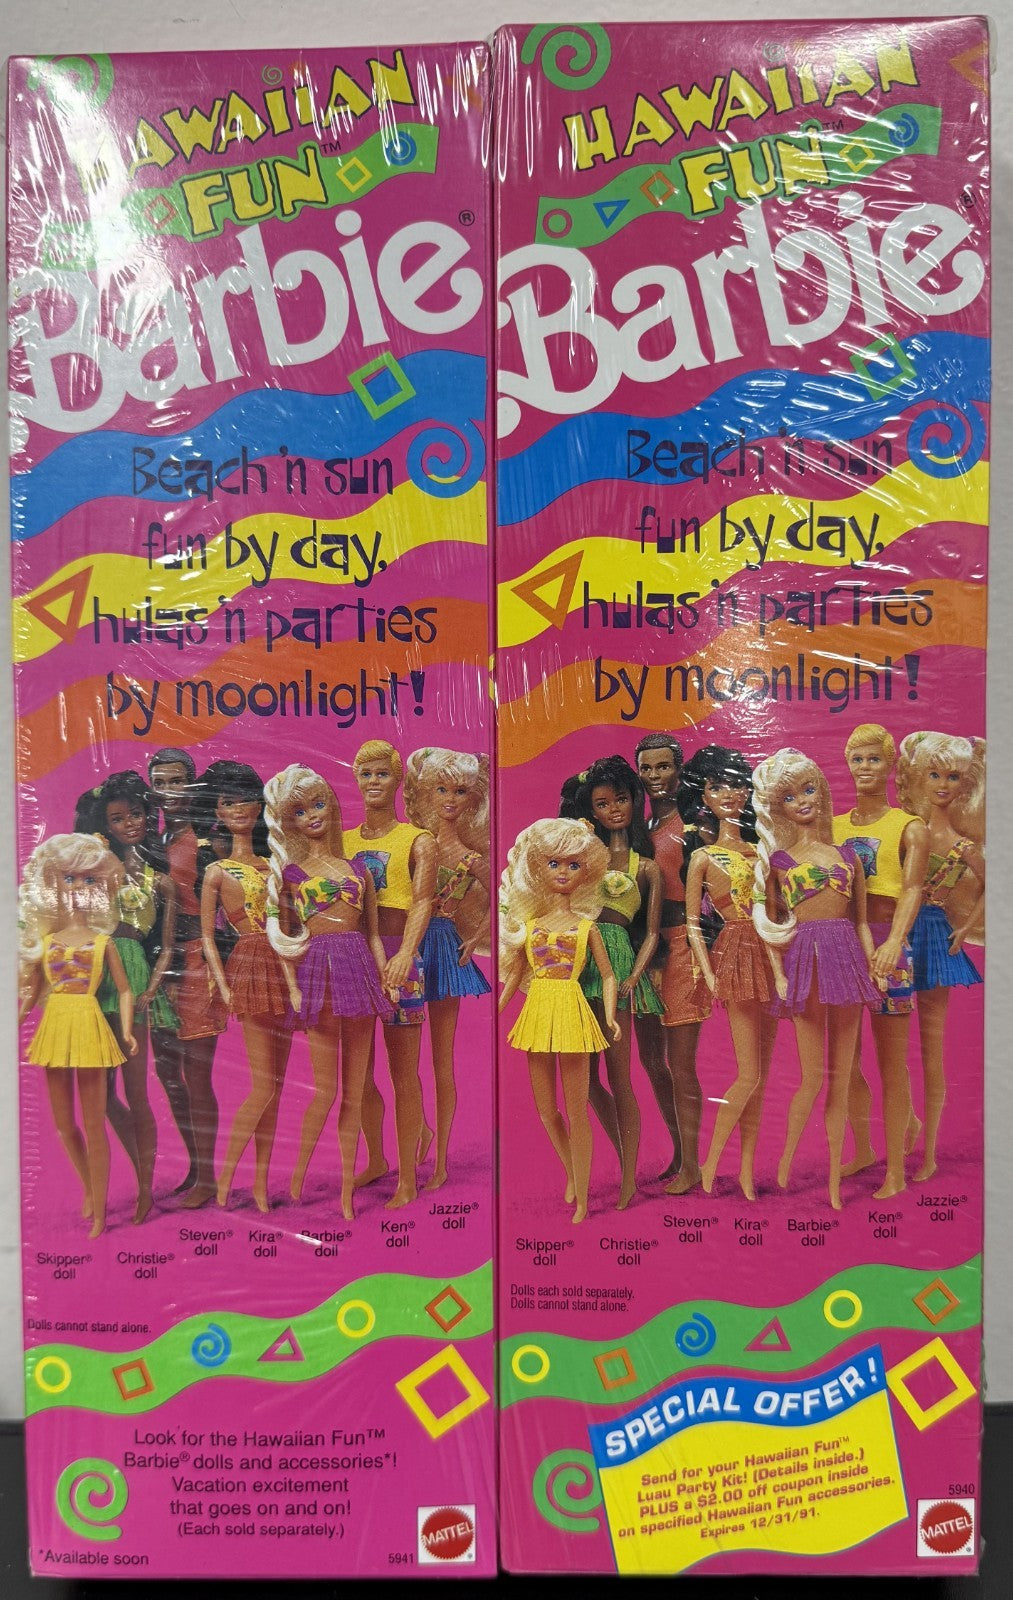 HAWAIIAN
FUN™
Barbie®
Beach 'n sun
fun by day,
hulas 'n parties
by moonlight!
Skipper®
doll
Christie®
doll
Steven®
doll
Kira®
doll
Barbie®
doll
Ken®
doll
Jazzie®
doll
Dolls cannot stand alone.
Look for the Hawaiian Fun™
Barbie® dolls and accessories*!
Vacation excitement
that goes on and on!
(Each sold separately.)
*Available soon
5941
MATTEL
®
HAWAIIAN
FUN™
Barbie®
Beach 'n sun
fun by day,
hulas 'n parties
by moonlight!
Skipper®
doll
Christie®
doll
Steven®
doll
Kira®
doll
Barbie®
doll
Ken®
doll
Jazzie®
doll
Dolls each sold separately.
Dolls cannot stand alone.
SPECIAL OFFER!
Send for your Hawaiian Fun™
Luau Party Kit! (Details inside.)
PLUS a $2.00 off coupon inside
on specified Hawaiian Fun accessories.
Expires 12/31/91.
5940
MATTEL
®